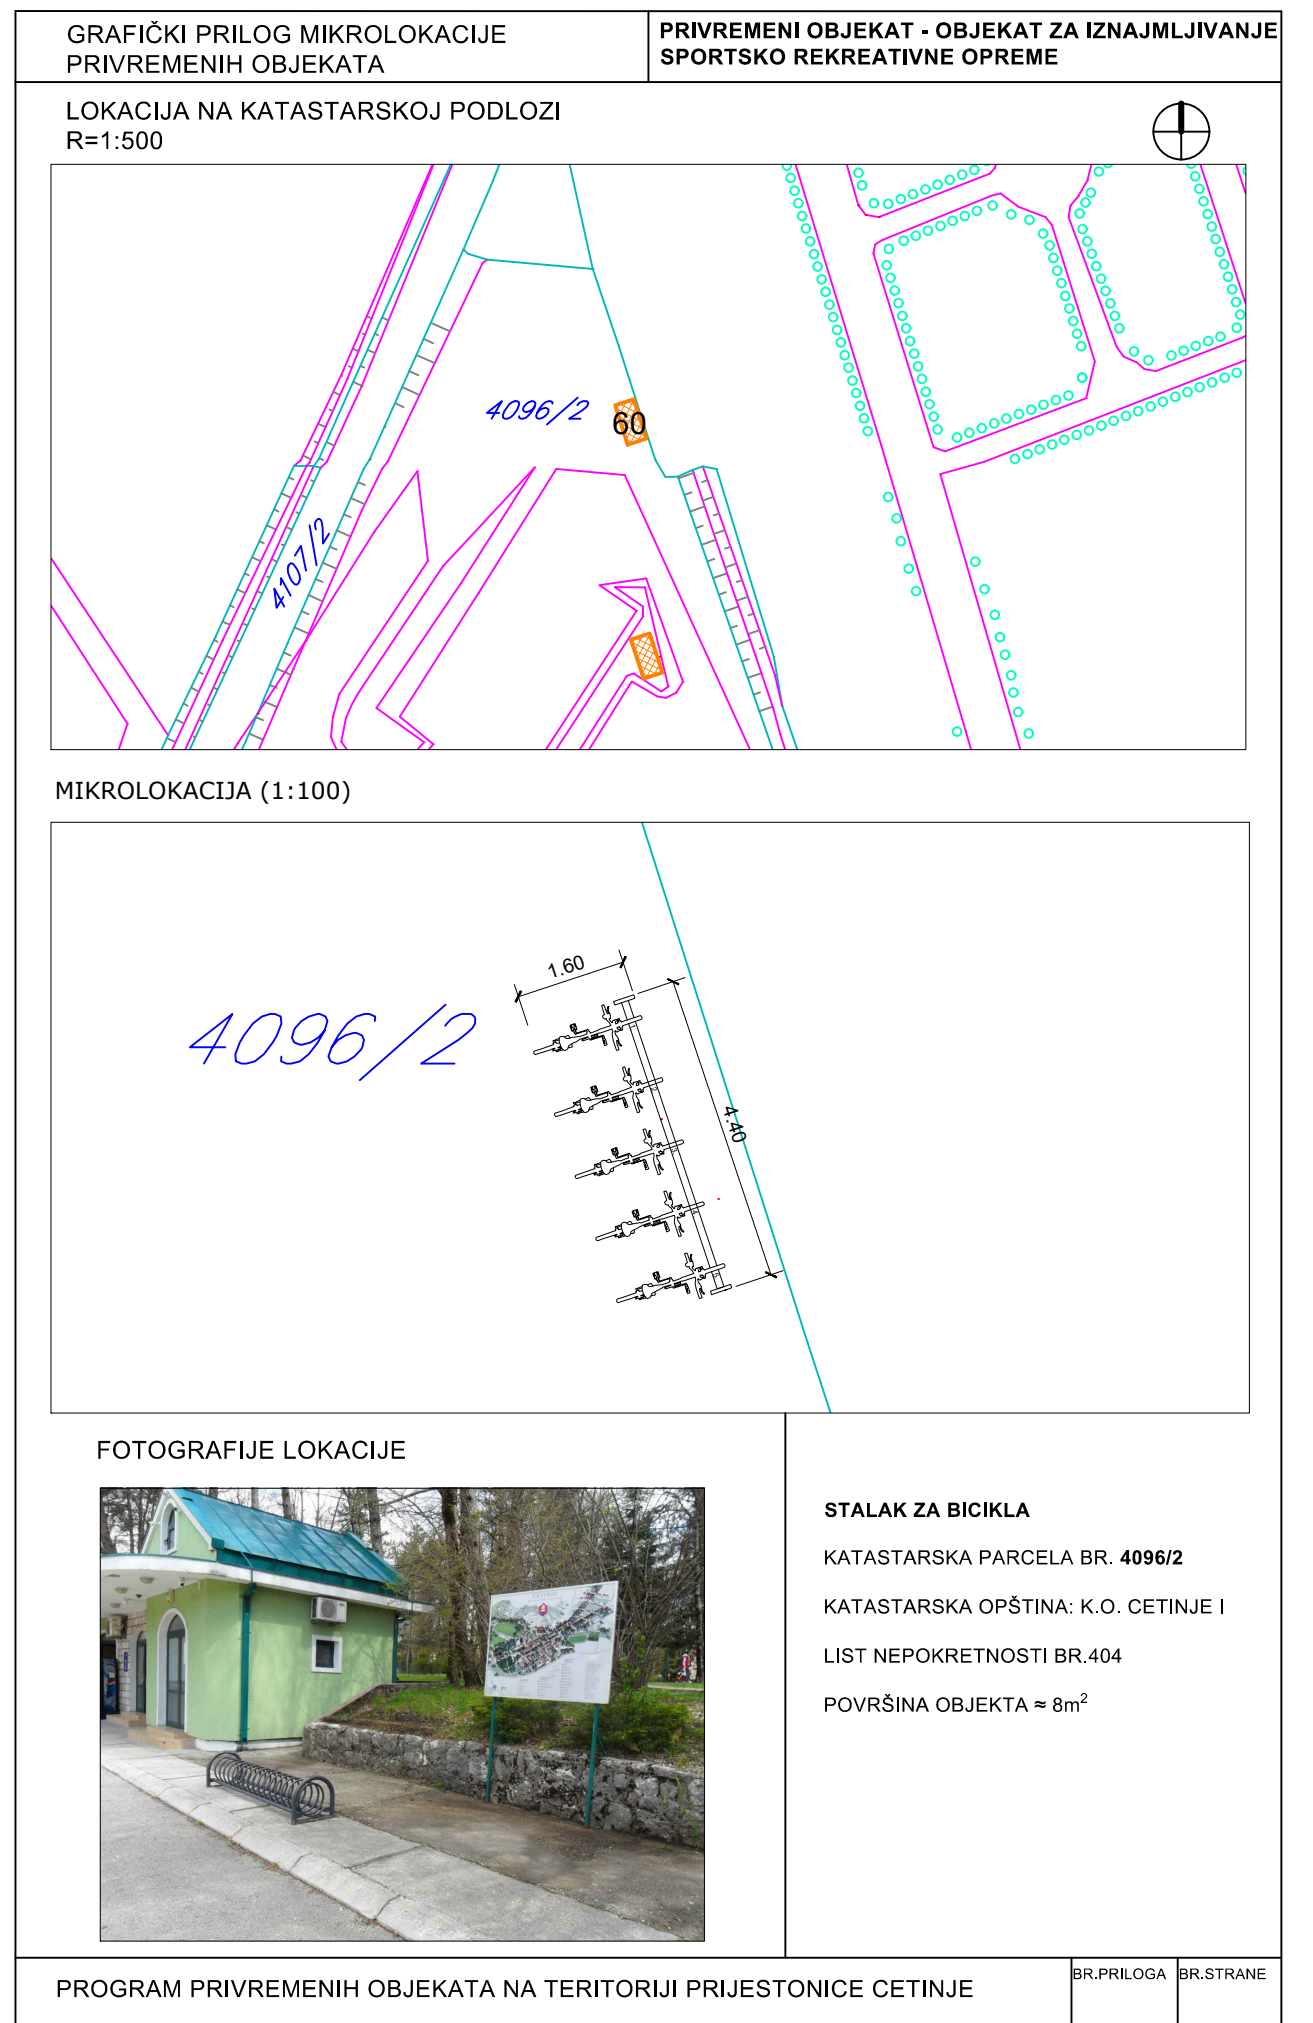 GRAFIČKI PRILOG MIKROLOKACIJE
PRIVREMENIH OBJEKATA
PRIVREMENI OBJEKAT - OBJEKAT ZA IZNAJMLJIVANJE
SPORTSKO REKREATIVNE OPREME
LOKACIJA NA KATASTARSKOJ PODLOZI
R=1:500
4096/2
60
4107/2
MIKROLOKACIJA (1:100)
1.60
4096/2
4.40
FOTOGRAFIJE LOKACIJE
STALAK ZA BICIKLA
KATASTARSKA PARCELA BR. 4096/2
KATASTARSKA OPŠTINA: K.O. CETINJE I
LIST NEPOKRETNOSTI BR.404
POVRŠINA OBJEKTA ≈ 8m²
PROGRAM PRIVREMENIH OBJEKATA NA TERITORIJI PRIJESTONICE CETINJE
BR.PRILOGA
BR.STRANE